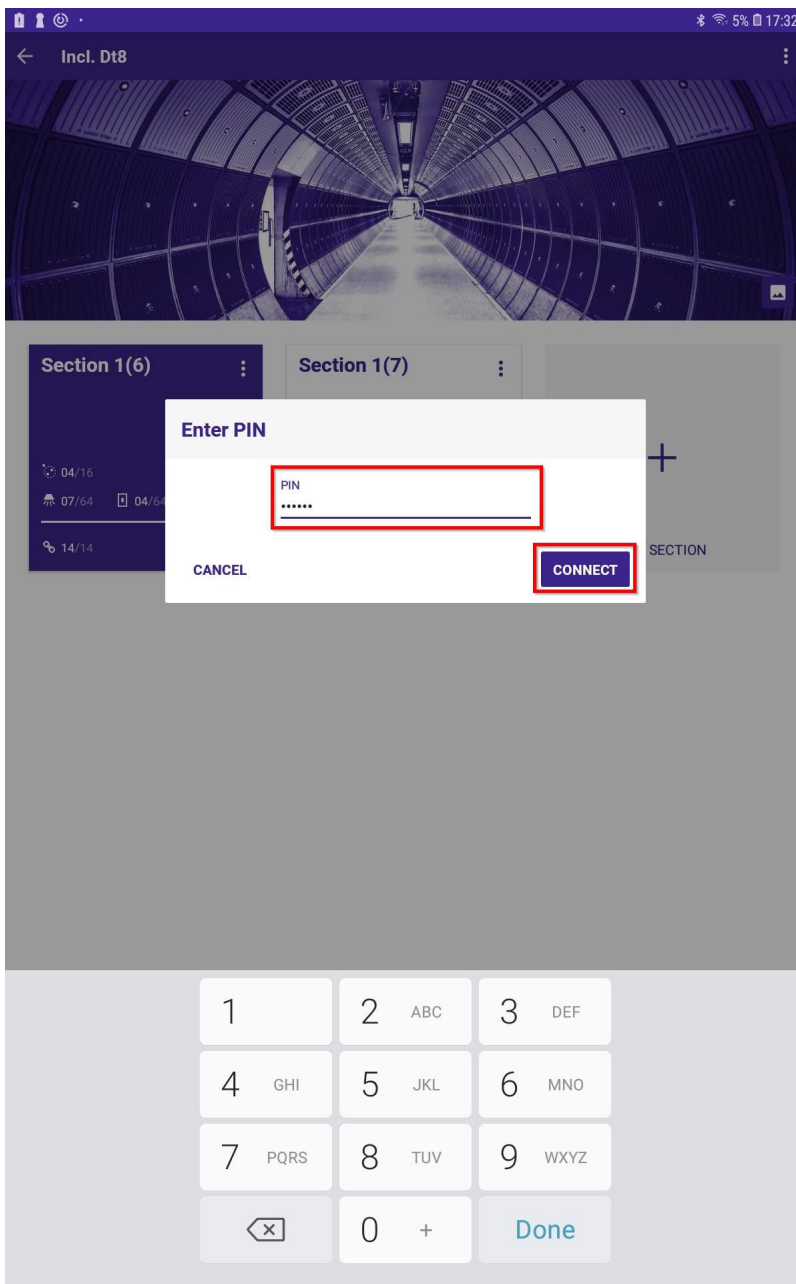 5% 17:32
Incl. Dt8
Section 1(6)
Section 1(7)
Enter PIN
04/16
07/64 04/64
PIN
••••••
14/14
SECTION
CANCEL
CONNECT
1
2 ABC
3 DEF
4 GHI
5 JKL
6 MNO
7 PQRS
8 TUV
9 WXYZ
0 +
Done